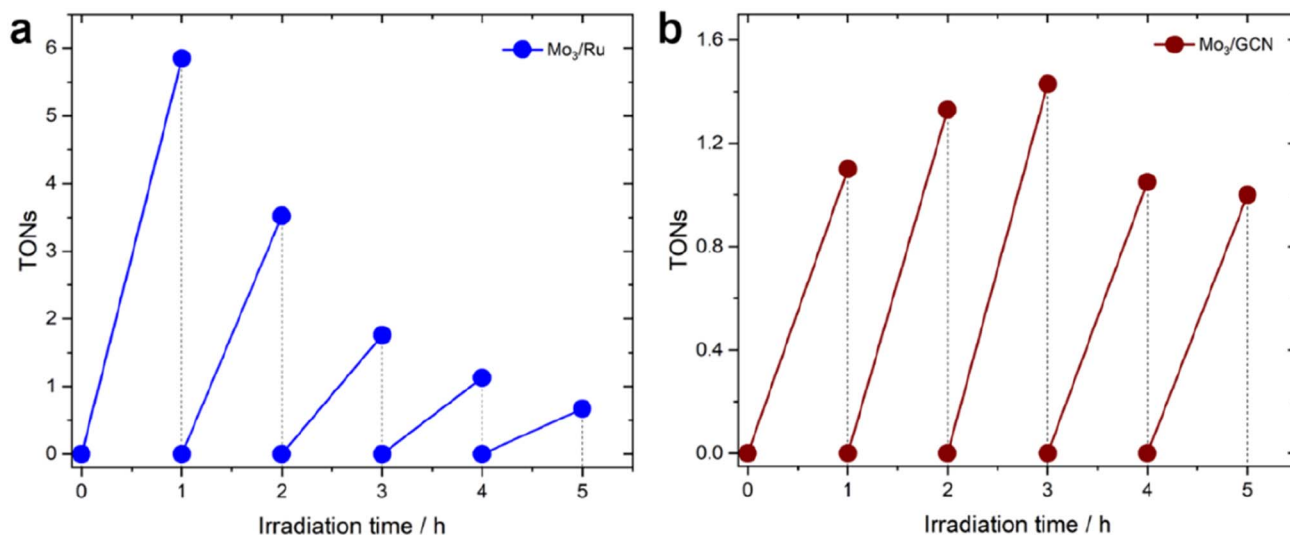 a
Mo₃/Ru
6
5
4
3
2
1
0
TONs
0 1 2 3 4 5
Irradiation time / h
b
Mo₃/GCN
1.6
1.2
0.8
0.4
0.0
TONs
0 1 2 3 4 5
Irradiation time / h